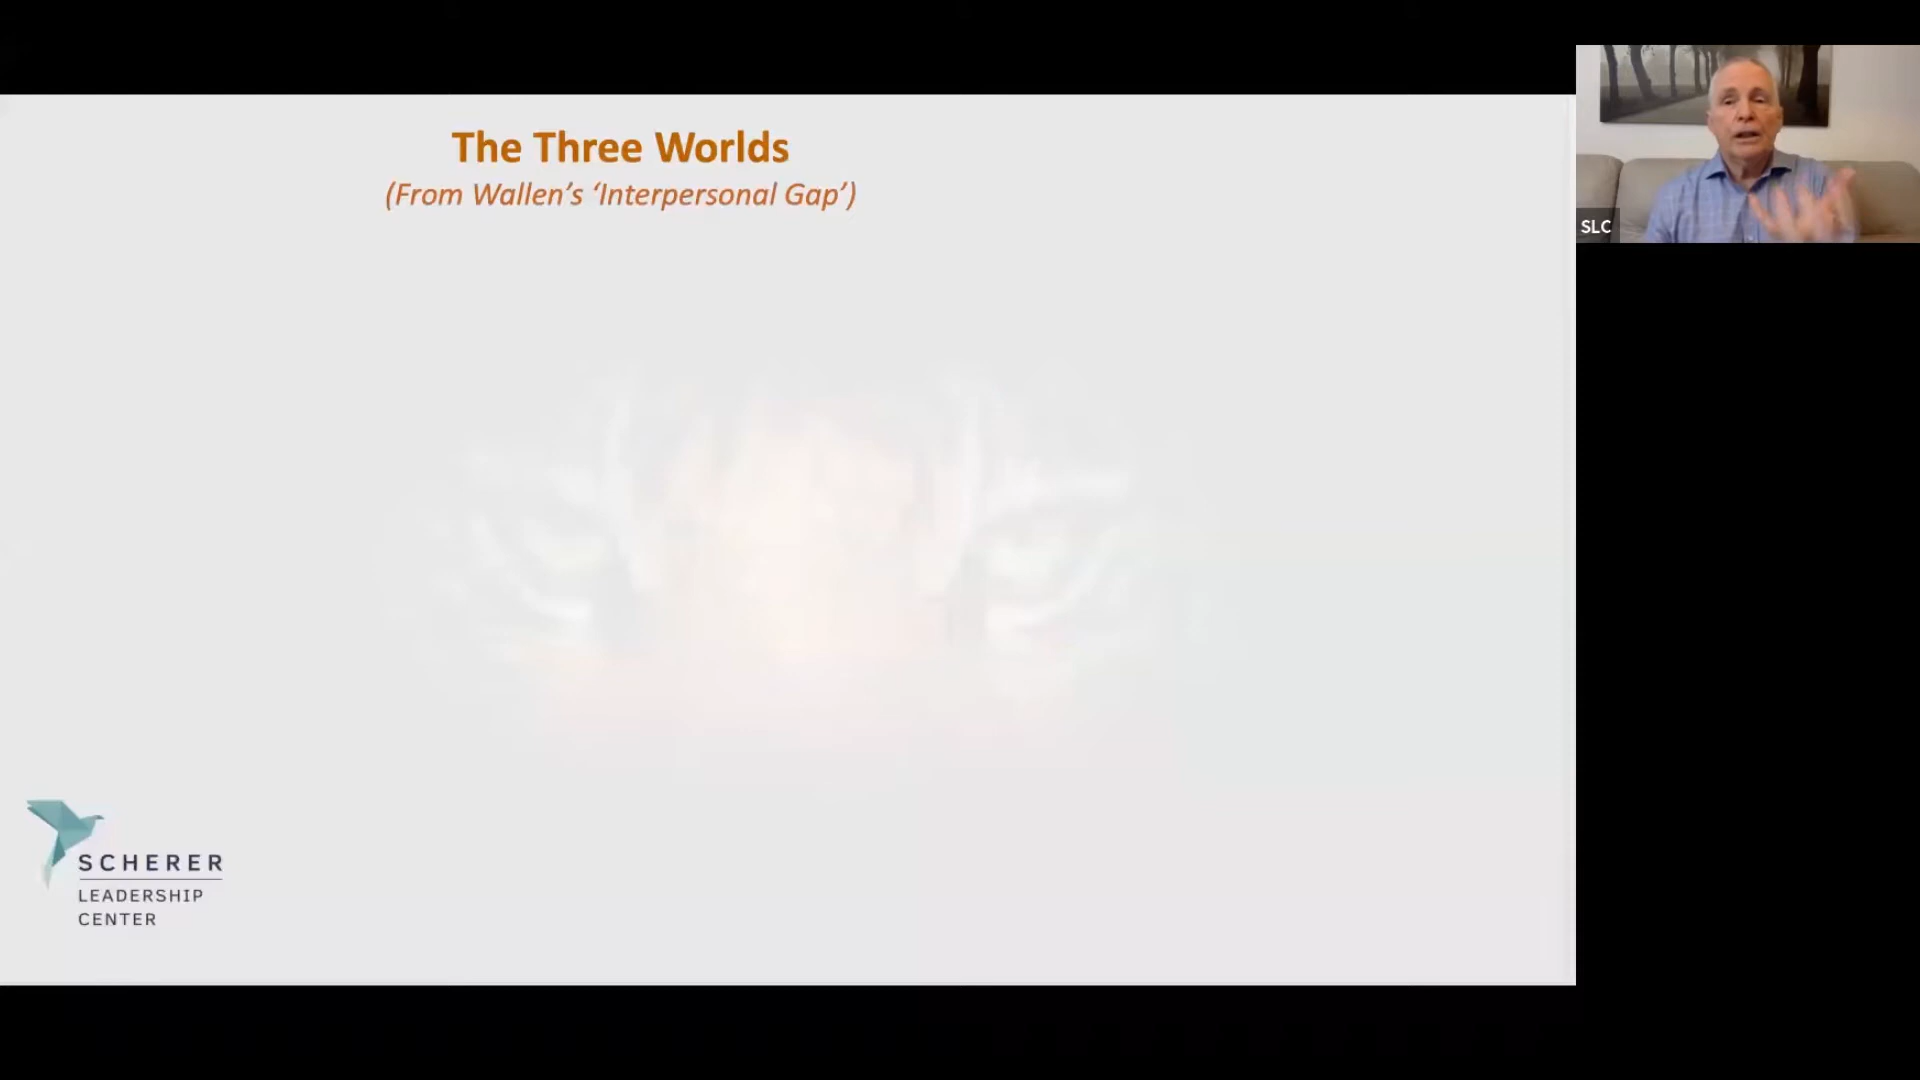 The Three Worlds
(From Wallen's 'Interpersonal Gap')
SLC
SCHERER
LEADERSHIP
CENTER